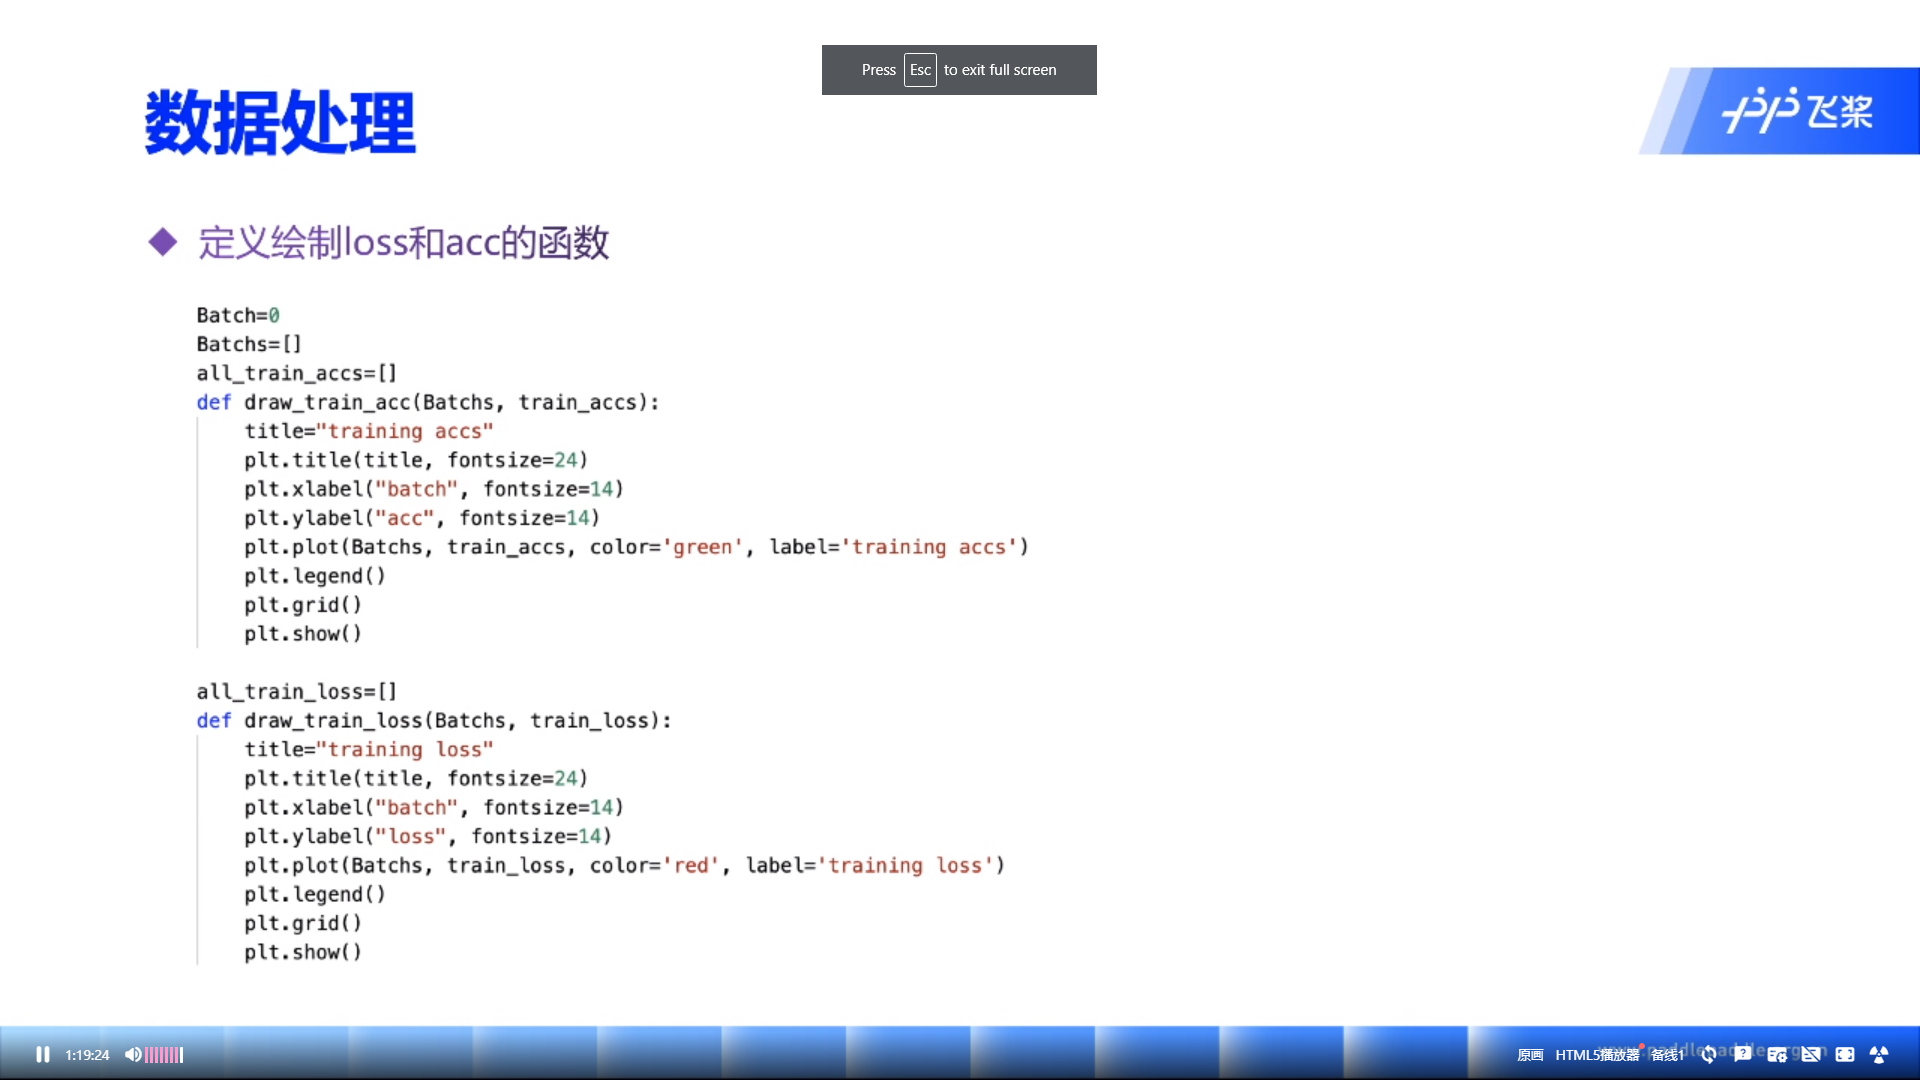 Press Esc to exit full screen
数据处理
飞桨
定义绘制loss和acc的函数
Batch=0
Batchs=[]
all_train_accs=[]
def draw_train_acc(Batchs, train_accs):
    title="training accs"
    plt.title(title, fontsize=24)
    plt.xlabel("batch", fontsize=14)
    plt.ylabel("acc", fontsize=14)
    plt.plot(Batchs, train_accs, color='green', label='training accs')
    plt.legend()
    plt.grid()
    plt.show()
all_train_loss=[]
def draw_train_loss(Batchs, train_loss):
    title="training loss"
    plt.title(title, fontsize=24)
    plt.xlabel("batch", fontsize=14)
    plt.ylabel("loss", fontsize=14)
    plt.plot(Batchs, train_loss, color='red', label='training loss')
    plt.legend()
    plt.grid()
    plt.show()
1:19:24
原画 HTML5播放器 备线1